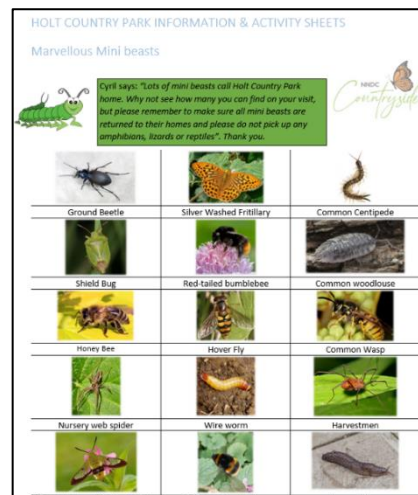 HOLT COUNTRY PARK INFORMATION & ACTIVITY SHEETS
Marvellous Mini beasts
Cyril says: "Lots of mini beasts call Holt Country Park
home. Why not see how many you can find on your visit,
but please remember to make sure all mini beasts are
returned to their homes and please do not pick up any
amphibians, lizards or reptiles". Thank you.
NNDC
Countryside
Ground Beetle Silver Washed Fritillary Common Centipede
Shield Bug Red-tailed bumblebee Common woodlouse
Honey Bee Hover Fly Common Wasp
Nursery web spider Wire worm Harvestmen